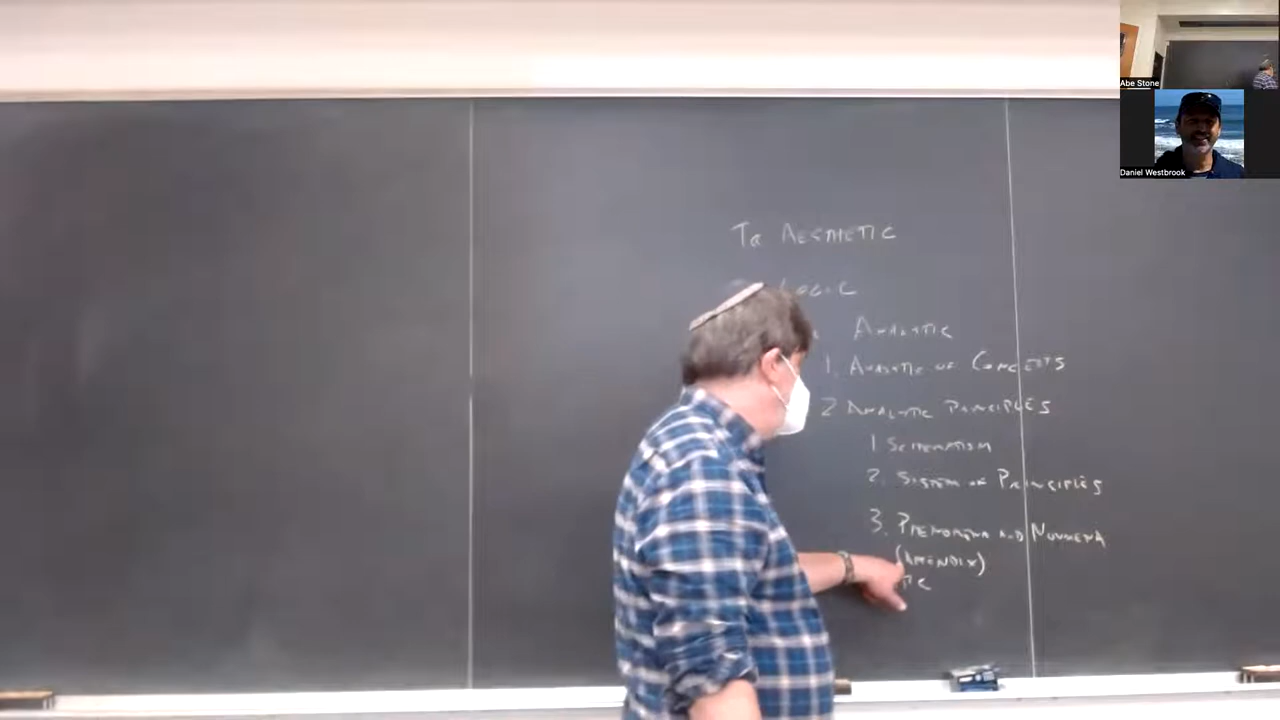 Abe Stone
Daniel Westbrook
Tr AESTHETIC
LOGIC
ANALYTIC
1. ANALYTIC OF CONCEPTS
2 ANALYTIC PRINCIPLES
1 SCHEMATISM
2. SYSTEM OF PRINCIPLES
3. PHENOMENA AND NOUMENA
(APPENDIX)